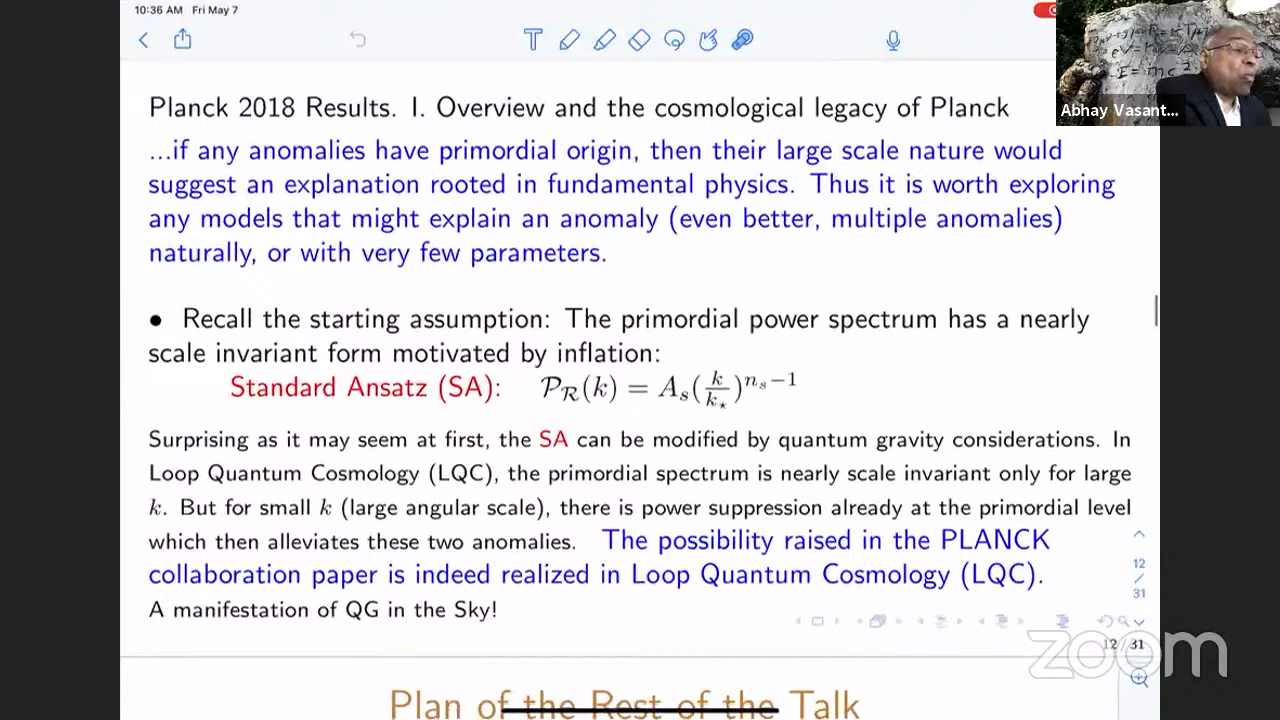 10:36 AM Fri May 7
Abhay Vasant...
E = mc²
Planck 2018 Results. I. Overview and the cosmological legacy of Planck
...if any anomalies have primordial origin, then their large scale nature would
suggest an explanation rooted in fundamental physics. Thus it is worth exploring
any models that might explain an anomaly (even better, multiple anomalies)
naturally, or with very few parameters.
• Recall the starting assumption: The primordial power spectrum has a nearly
scale invariant form motivated by inflation:
Standard Ansatz (SA): 𝒫_ℛ(k) = A_s(k/k_⋆)^{n_s−1}
Surprising as it may seem at first, the SA can be modified by quantum gravity considerations. In
Loop Quantum Cosmology (LQC), the primordial spectrum is nearly scale invariant only for large
k. But for small k (large angular scale), there is power suppression already at the primordial level
which then alleviates these two anomalies. The possibility raised in the PLANCK
collaboration paper is indeed realized in Loop Quantum Cosmology (LQC).
A manifestation of QG in the Sky!
12
/
31
12 / 31
zoom
Plan of the Rest of the Talk